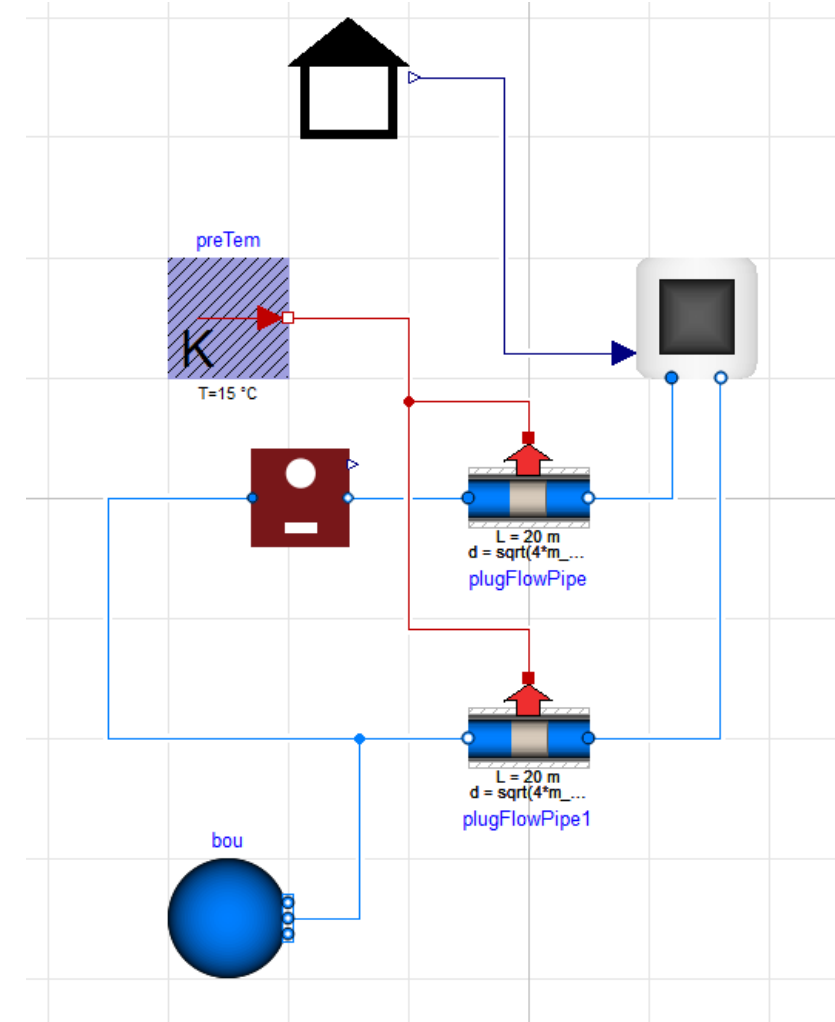 preTem
K
T=15 °C
L = 20 m
d = sqrt(4*m_...
plugFlowPipe
L = 20 m
d = sqrt(4*m_...
plugFlowPipe1
bou